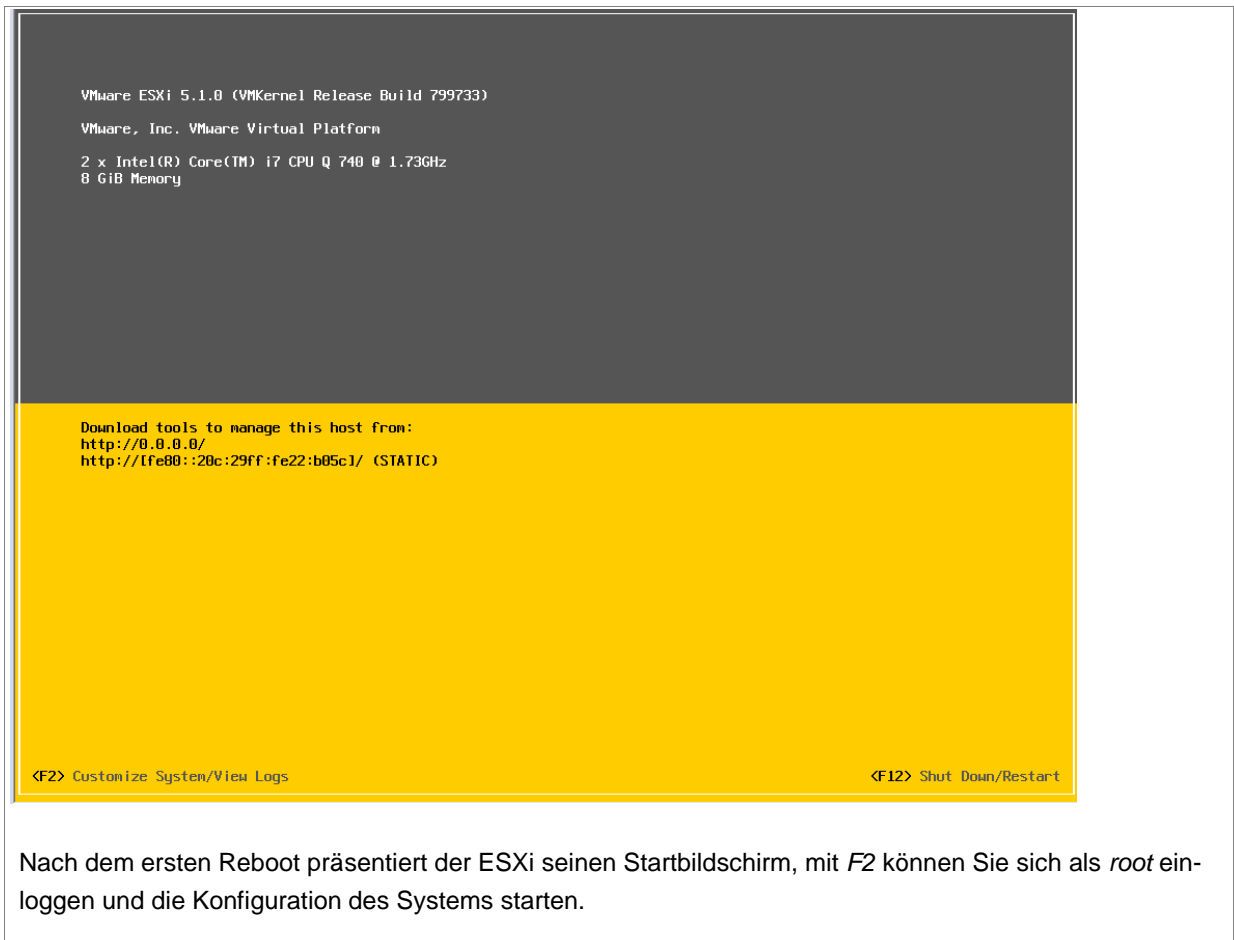 VMware ESXi 5.1.0 (VMKernel Release Build 799733)
VMware, Inc. VMware Virtual Platform
2 x Intel(R) Core(TM) i7 CPU Q 740 @ 1.73GHz
8 GiB Memory
Download tools to manage this host from:
http://0.0.0.0/
http://[fe80::20c:29ff:fe22:b05c]/ (STATIC)
<F2> Customize System/View Logs
<F12> Shut Down/Restart
Nach dem ersten Reboot präsentiert der ESXi seinen Startbildschirm, mit F2 können Sie sich als root ein-
loggen und die Konfiguration des Systems starten.